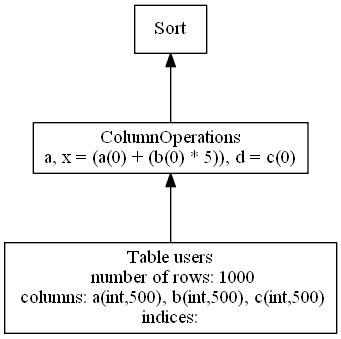 Sort
ColumnOperations
a, x = (a(0) + (b(0) * 5)), d = c(0)
Table users
number of rows: 1000
columns: a(int,500), b(int,500), c(int,500)
indices: